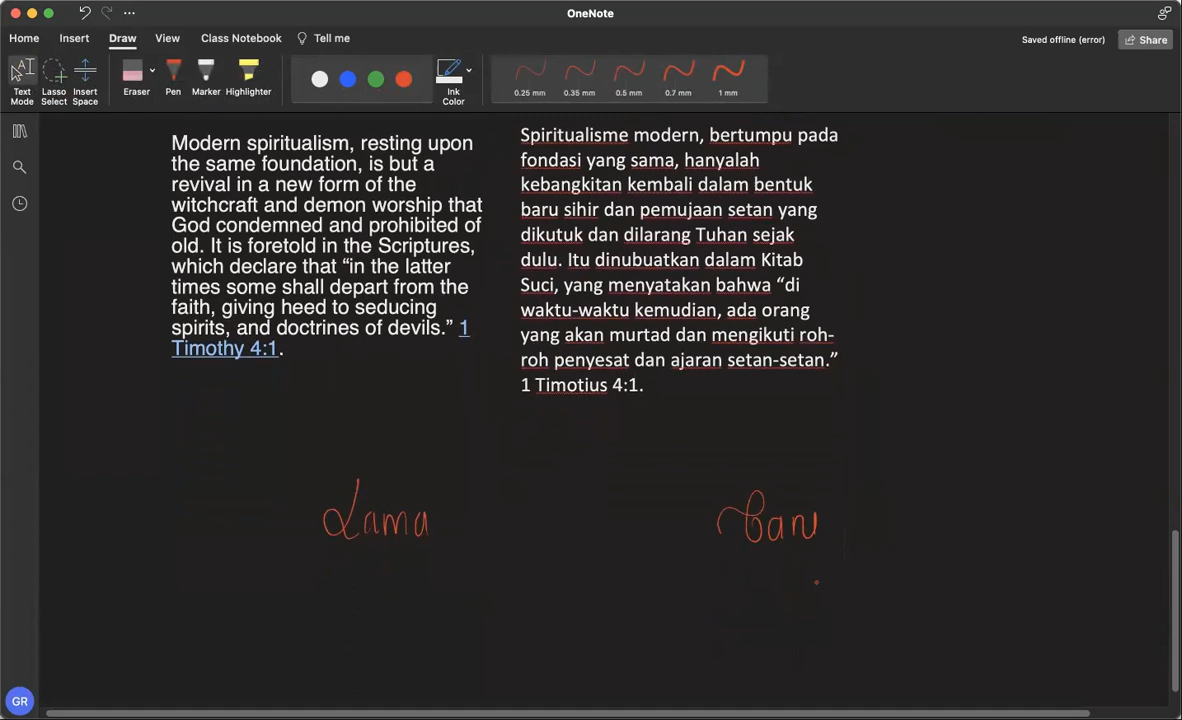 OneNote
Home Insert Draw View Class Notebook Tell me
Saved offline (error) Share
Text Mode
Lasso Select
Insert Space
Eraser
Pen
Marker
Highlighter
Ink Color
0.25 mm 0.35 mm 0.5 mm 0.7 mm 1 mm
Modern spiritualism, resting upon
the same foundation, is but a
revival in a new form of the
witchcraft and demon worship that
God condemned and prohibited of
old. It is foretold in the Scriptures,
which declare that “in the latter
times some shall depart from the
faith, giving heed to seducing
spirits, and doctrines of devils.” 1
Timothy 4:1.
Spiritualisme modern, bertumpu pada
fondasi yang sama, hanyalah
kebangkitan kembali dalam bentuk
baru sihir dan pemujaan setan yang
dikutuk dan dilarang Tuhan sejak
dulu. Itu dinubuatkan dalam Kitab
Suci, yang menyatakan bahwa “di
waktu-waktu kemudian, ada orang
yang akan murtad dan mengikuti roh-
roh penyesat dan ajaran setan-setan.”
1 Timotius 4:1.
Lama
GR